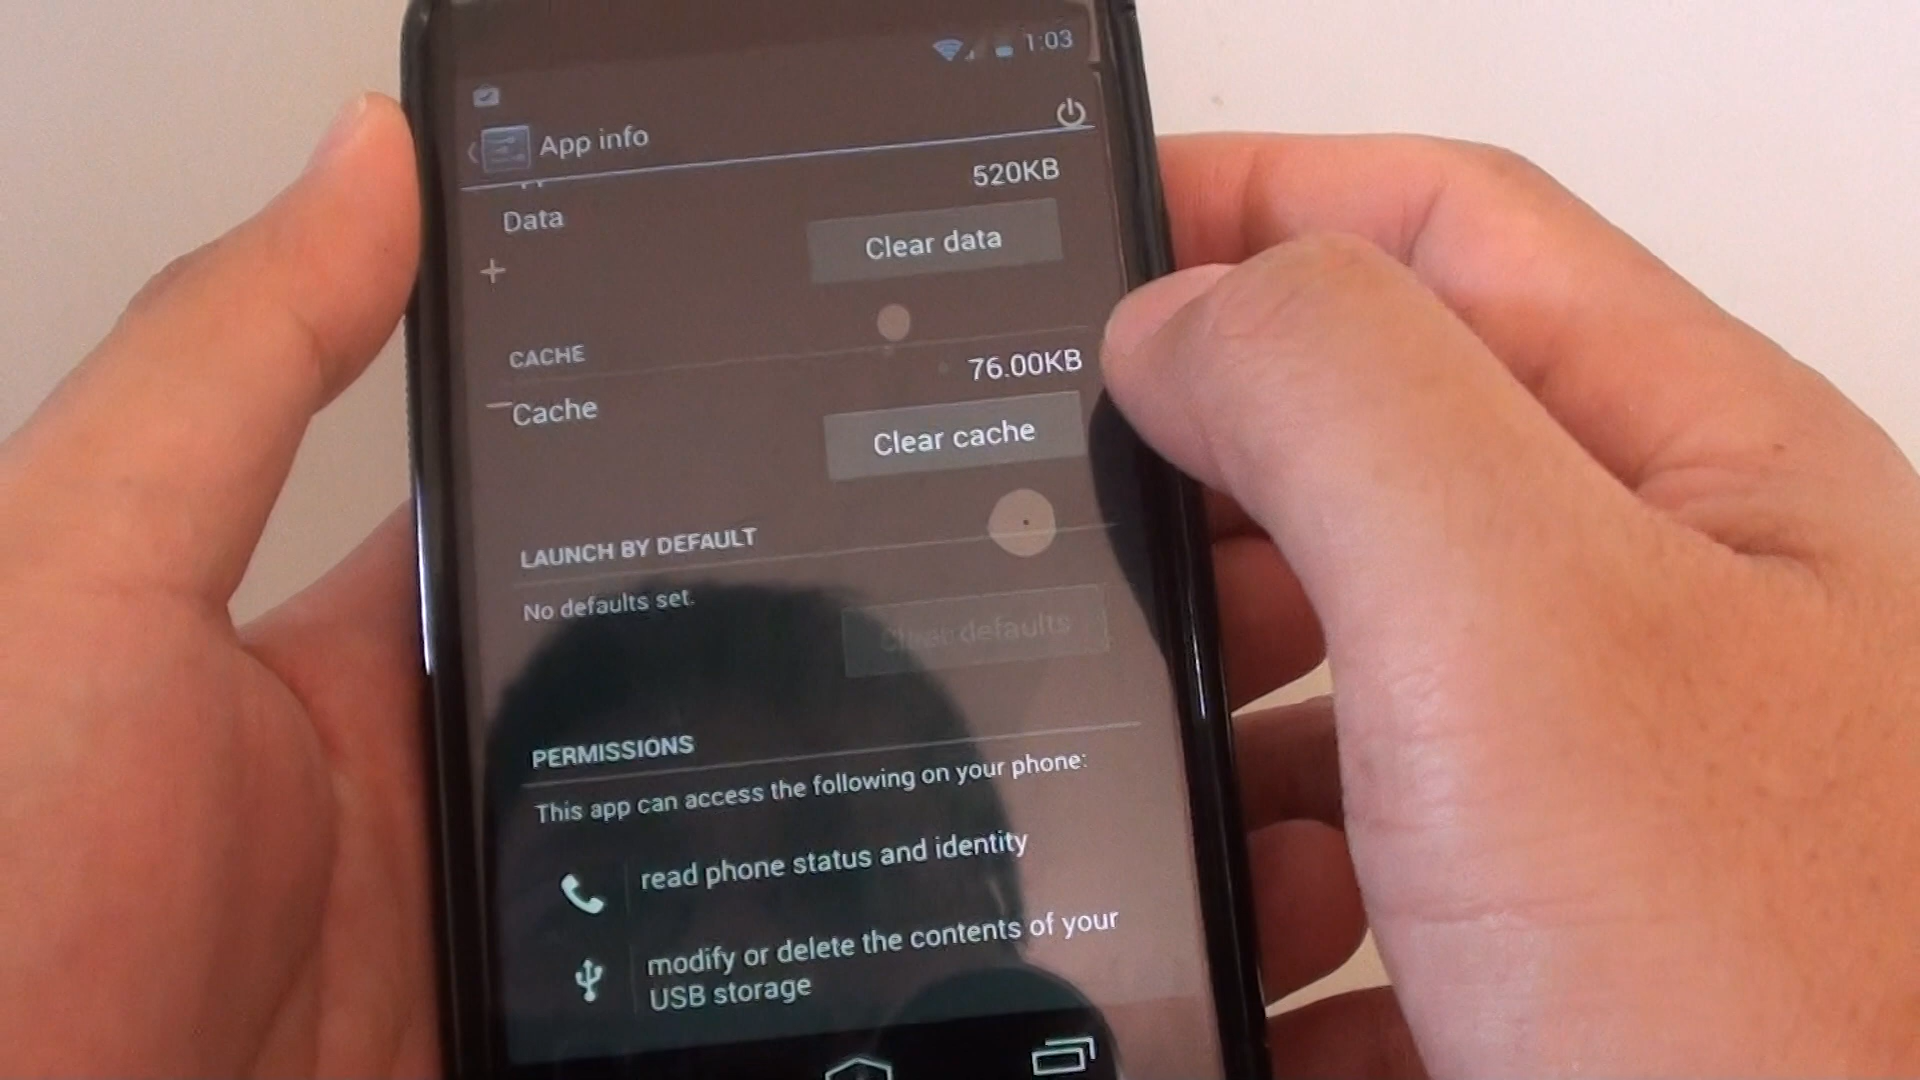 1:03
App info
520KB
Data
Clear data
CACHE
76.00KB
Cache
Clear cache
LAUNCH BY DEFAULT
No defaults set.
Clear defaults
PERMISSIONS
This app can access the following on your phone:
read phone status and identity
modify or delete the contents of your
USB storage